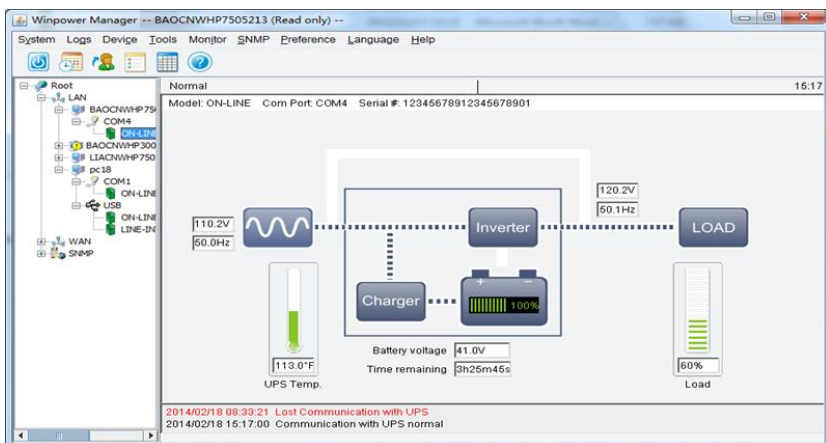 Winpower Manager -- BAOCNWHP7505213 (Read only) --
System Logs Device Tools Monitor SNMP Preference Language Help
Root
LAN
BAOCNWHP75
COM4
ON-LINE
BAOCNWHP300
LIACNWHP750
pc18
COM1
ON-LINE
USB
ON-LINE
LINE-IN
WAN
SNMP
Normal 15:17
Model: ON-LINE Com Port: COM4 Serial #: 12345678912345678901
110.2V
50.0Hz
Inverter
120.2V
50.1Hz
LOAD
Charger
+ −
100%
Battery voltage 41.0V
Time remaining 3h25m45s
113.0°F
UPS Temp.
60%
Load
2014/02/18 08:33:21 Lost Communication with UPS
2014/02/18 15:17:00 Communication with UPS normal